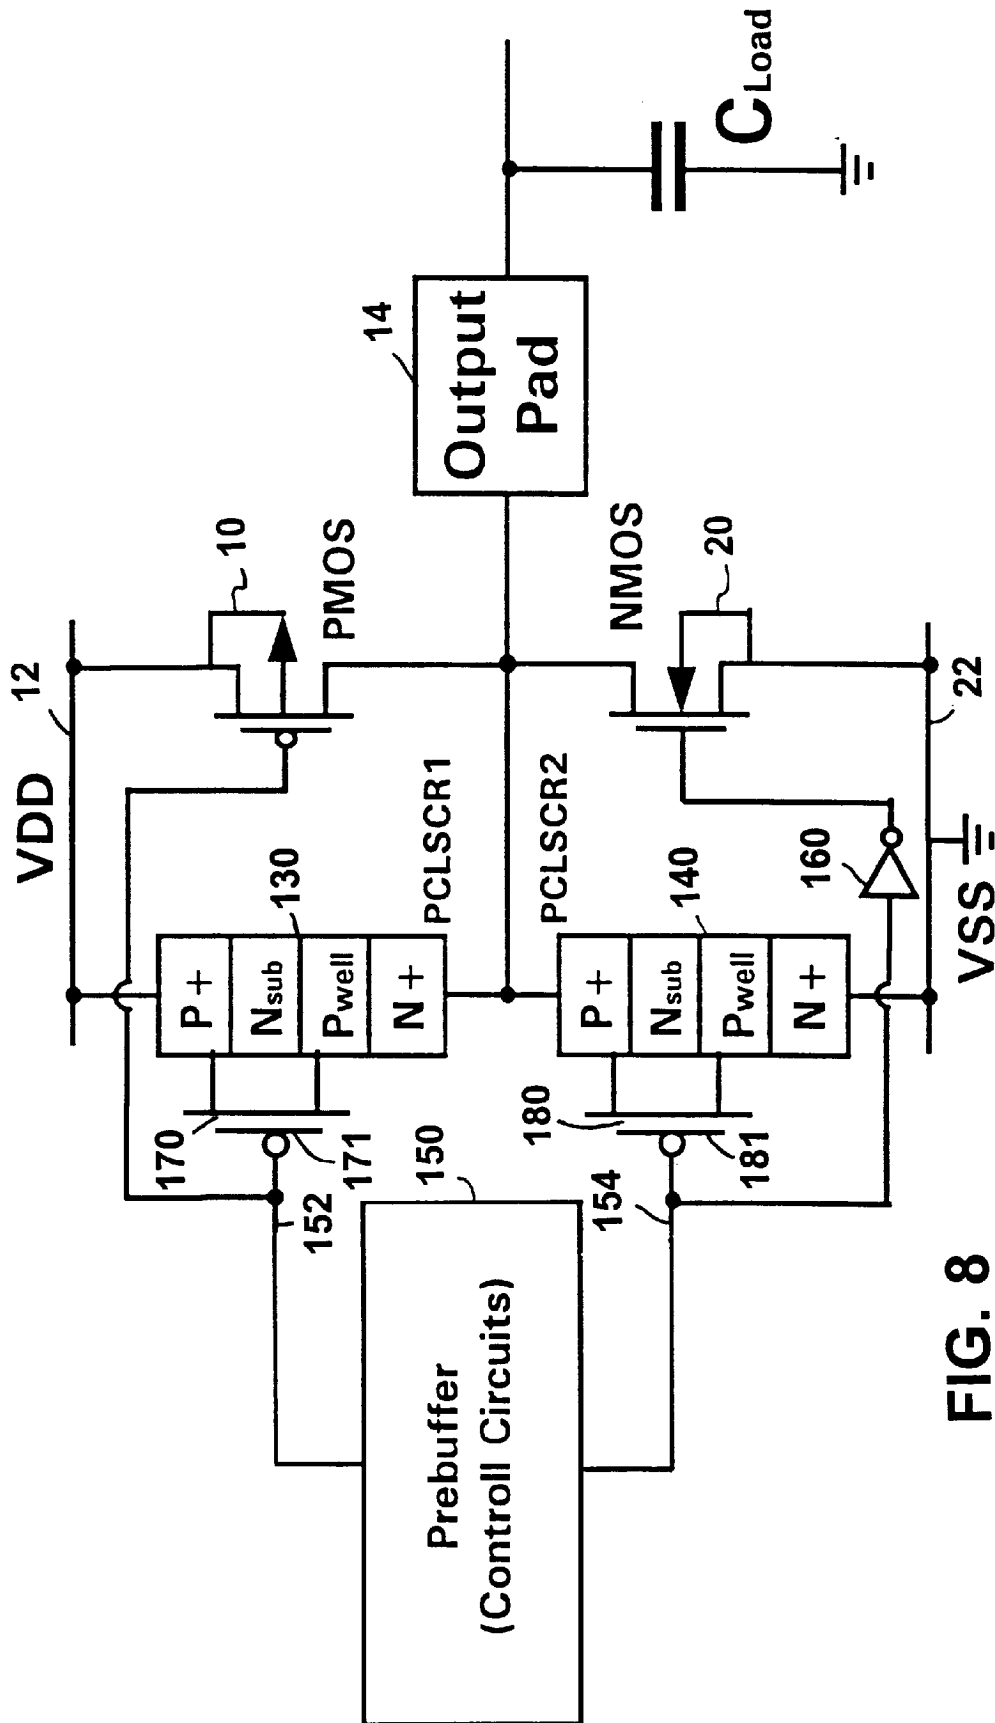 VDD
12
10
PMOS
P+
Nsub
Pwell
N+
130
PCLSCR1
170
171
152
150
Prebuffer
(Controll Circuits)
154
180
181
P+
Nsub
Pwell
N+
140
PCLSCR2
160
NMOS
20
22
VSS
14
Output
Pad
CLoad
FIG. 8